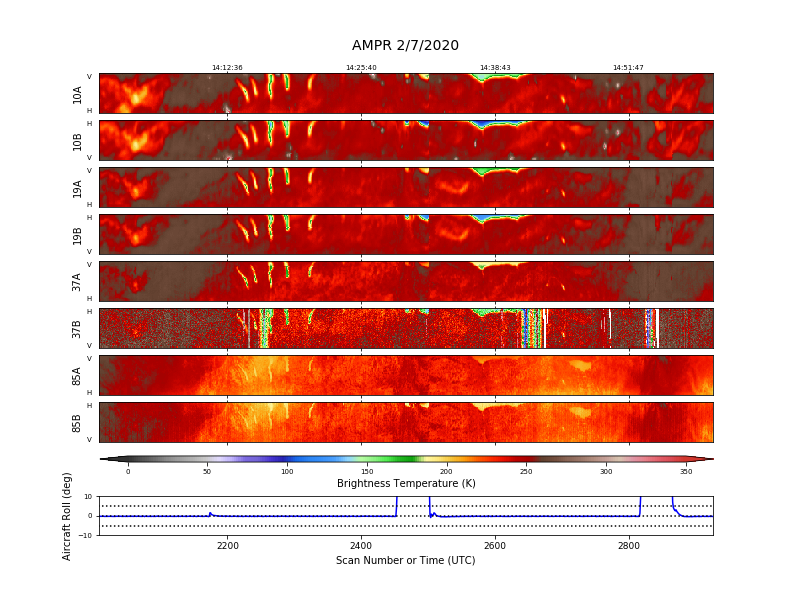 AMPR 2/7/2020
14:12:36 14:25:40 14:38:43 14:51:47
V
10A
H
H
10B
V
V
19A
H
H
19B
V
V
37A
H
H
37B
V
V
85A
H
H
85B
V
0 50 100 150 200 250 300 350
Brightness Temperature (K)
Aircraft Roll (deg)
10
0
−10
2200 2400 2600 2800
Scan Number or Time (UTC)